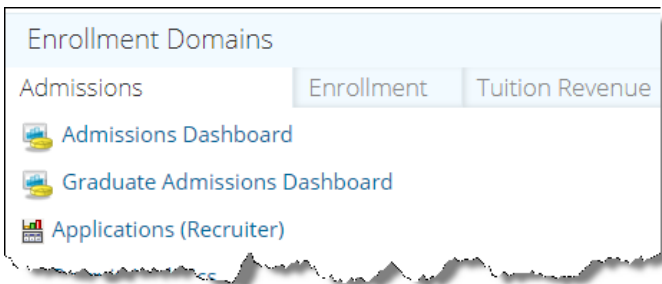 Enrollment Domains
Admissions Enrollment Tuition Revenue
Admissions Dashboard
Graduate Admissions Dashboard
Applications (Recruiter)